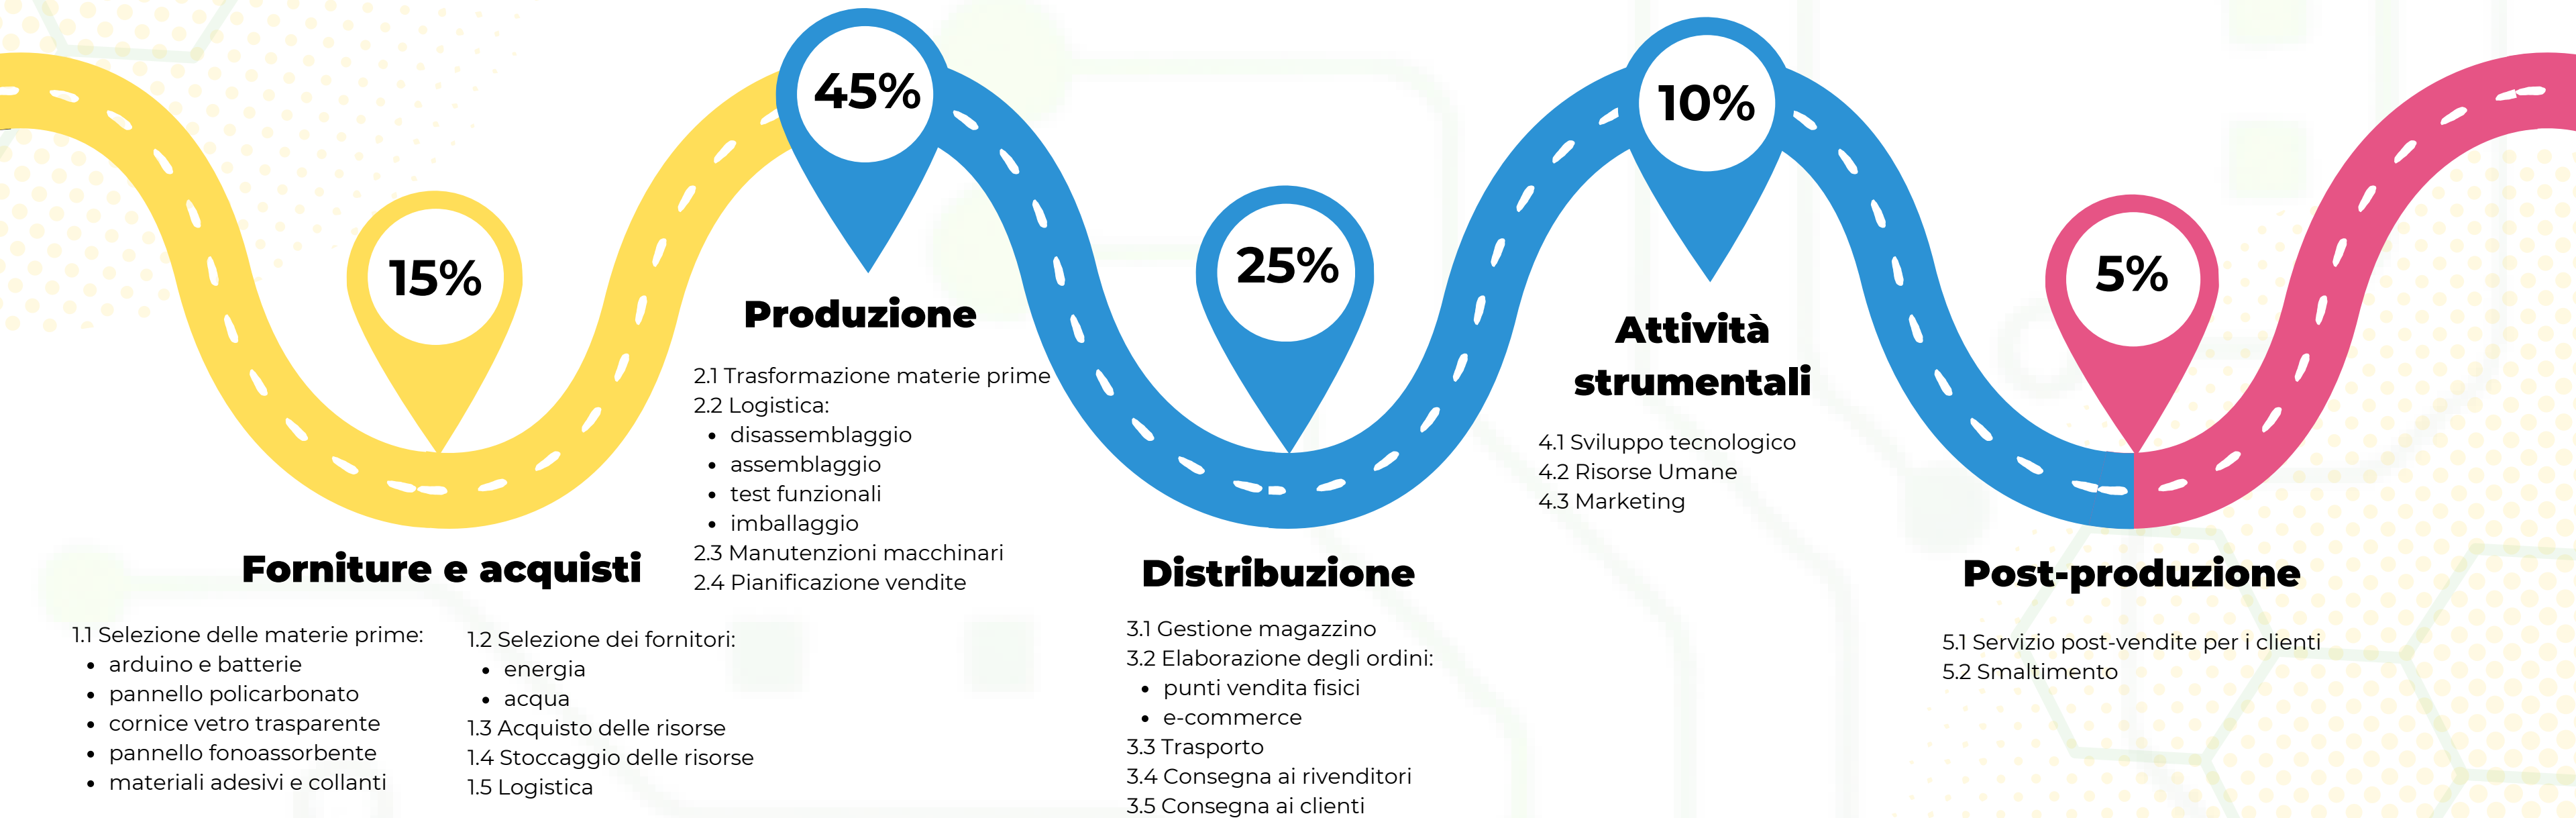 15%
Forniture e acquisti
1.1 Selezione delle materie prime:
• arduino e batterie
• pannello policarbonato
• cornice vetro trasparente
• pannello fonoassorbente
• materiali adesivi e collanti
1.2 Selezione dei fornitori:
• energia
• acqua
1.3 Acquisto delle risorse
1.4 Stoccaggio delle risorse
1.5 Logistica
45%
Produzione
2.1 Trasformazione materie prime
2.2 Logistica:
• disassemblaggio
• assemblaggio
• test funzionali
• imballaggio
2.3 Manutenzioni macchinari
2.4 Pianificazione vendite
25%
Distribuzione
3.1 Gestione magazzino
3.2 Elaborazione degli ordini:
• punti vendita fisici
• e-commerce
3.3 Trasporto
3.4 Consegna ai rivenditori
3.5 Consegna ai clienti
10%
Attività
strumentali
4.1 Sviluppo tecnologico
4.2 Risorse Umane
4.3 Marketing
5%
Post-produzione
5.1 Servizio post-vendite per i clienti
5.2 Smaltimento